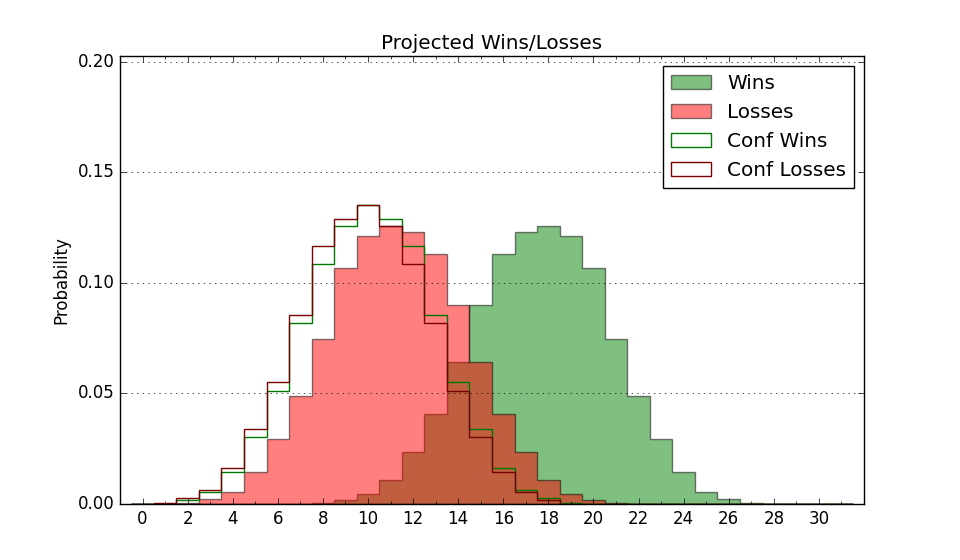 Projected Wins/Losses
0.20
0.15
0.10
0.05
0.00
Probability
Wins
Losses
Conf Wins
Conf Losses
0 2 4 6 8 10 12 14 16 18 20 22 24 26 28 30